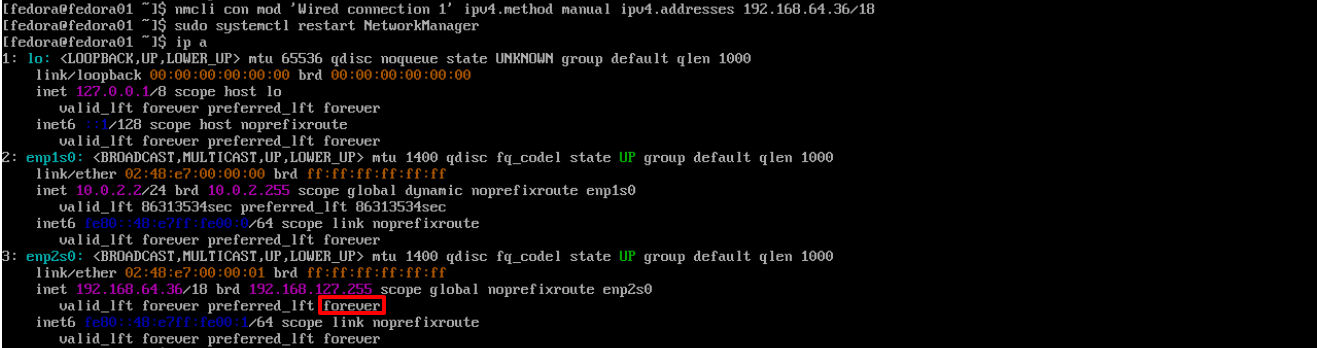 [fedora@fedora01 ~]$ nmcli con mod 'Wired connection 1' ipv4.method manual ipv4.addresses 192.168.64.36/18
[fedora@fedora01 ~]$ sudo systemctl restart NetworkManager
[fedora@fedora01 ~]$ ip a
1: lo: <LOOPBACK,UP,LOWER_UP> mtu 65536 qdisc noqueue state UNKNOWN group default qlen 1000
    link/loopback 00:00:00:00:00:00 brd 00:00:00:00:00:00
    inet 127.0.0.1/8 scope host lo
       valid_lft forever preferred_lft forever
    inet6 ::1/128 scope host noprefixroute
       valid_lft forever preferred_lft forever
2: enp1s0: <BROADCAST,MULTICAST,UP,LOWER_UP> mtu 1400 qdisc fq_codel state UP group default qlen 1000
    link/ether 02:48:e7:00:00:00 brd ff:ff:ff:ff:ff:ff
    inet 10.0.2.2/24 brd 10.0.2.255 scope global dynamic noprefixroute enp1s0
       valid_lft 86313534sec preferred_lft 86313534sec
    inet6 fe80::48:e7ff:fe00:0/64 scope link noprefixroute
       valid_lft forever preferred_lft forever
3: enp2s0: <BROADCAST,MULTICAST,UP,LOWER_UP> mtu 1400 qdisc fq_codel state UP group default qlen 1000
    link/ether 02:48:e7:00:00:01 brd ff:ff:ff:ff:ff:ff
    inet 192.168.64.36/18 brd 192.168.127.255 scope global noprefixroute enp2s0
       valid_lft forever preferred_lft forever
    inet6 fe80::48:e7ff:fe00:1/64 scope link noprefixroute
       valid_lft forever preferred_lft forever